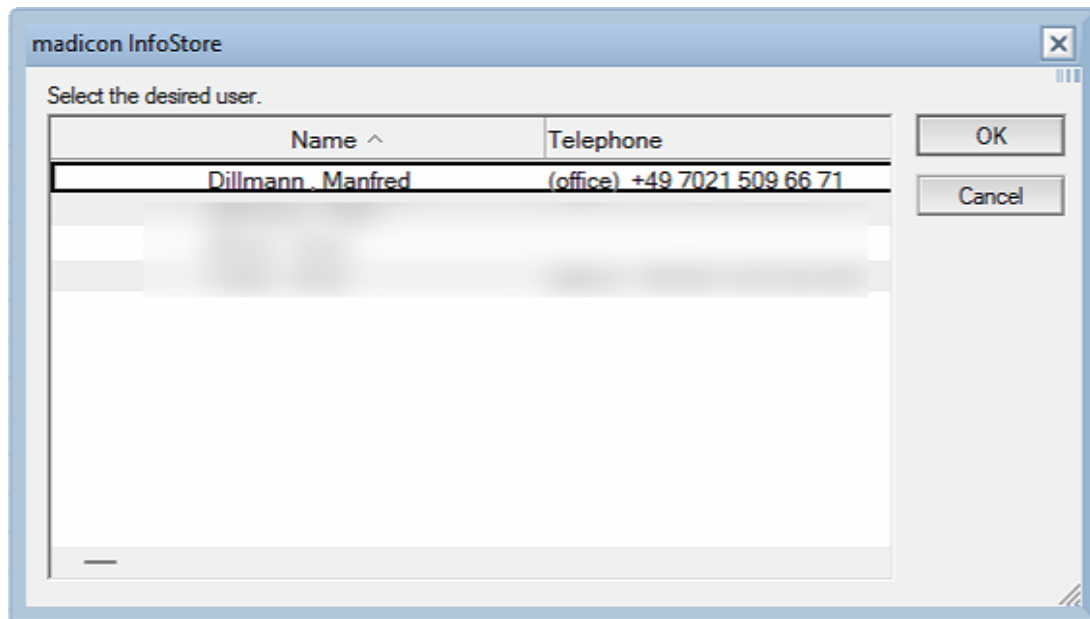 madicon InfoStore
Select the desired user.
Name Telephone
OK
Dillmann , Manfred (office) +49 7021 509 66 71
Cancel